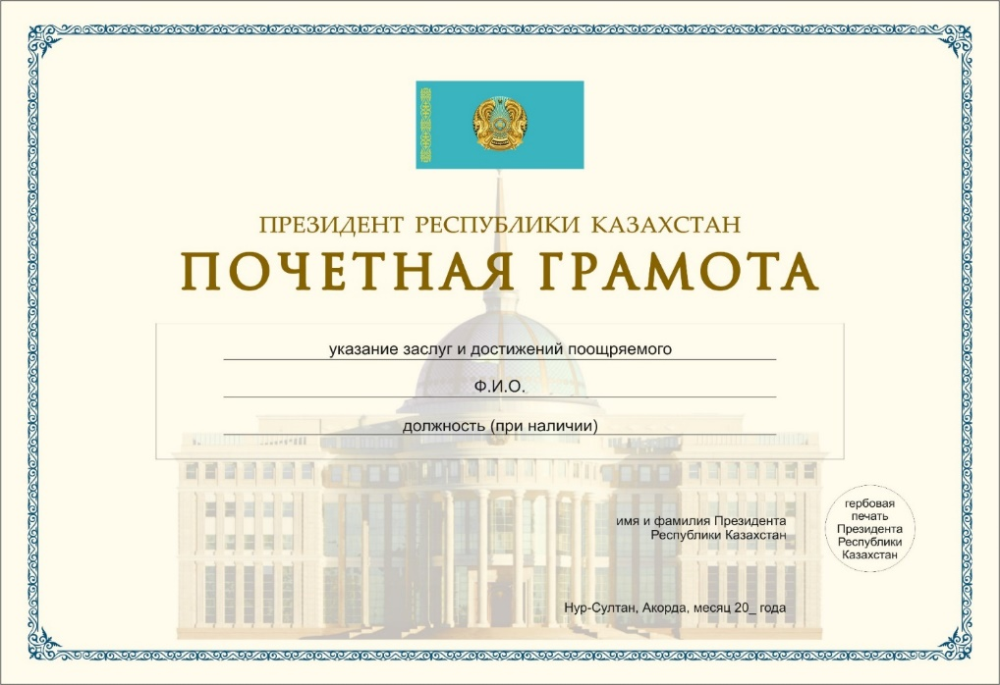 ПРЕЗИДЕНТ РЕСПУБЛИКИ КАЗАХСТАН
ПОЧЕТНАЯ ГРАМОТА
указание заслуг и достижений поощряемого
Ф.И.О.
должность (при наличии)
имя и фамилия Президента
Республики Казахстан
гербовая
печать
Президента
Республики
Казахстан
Нур-Султан, Акорда, месяц 20_ года